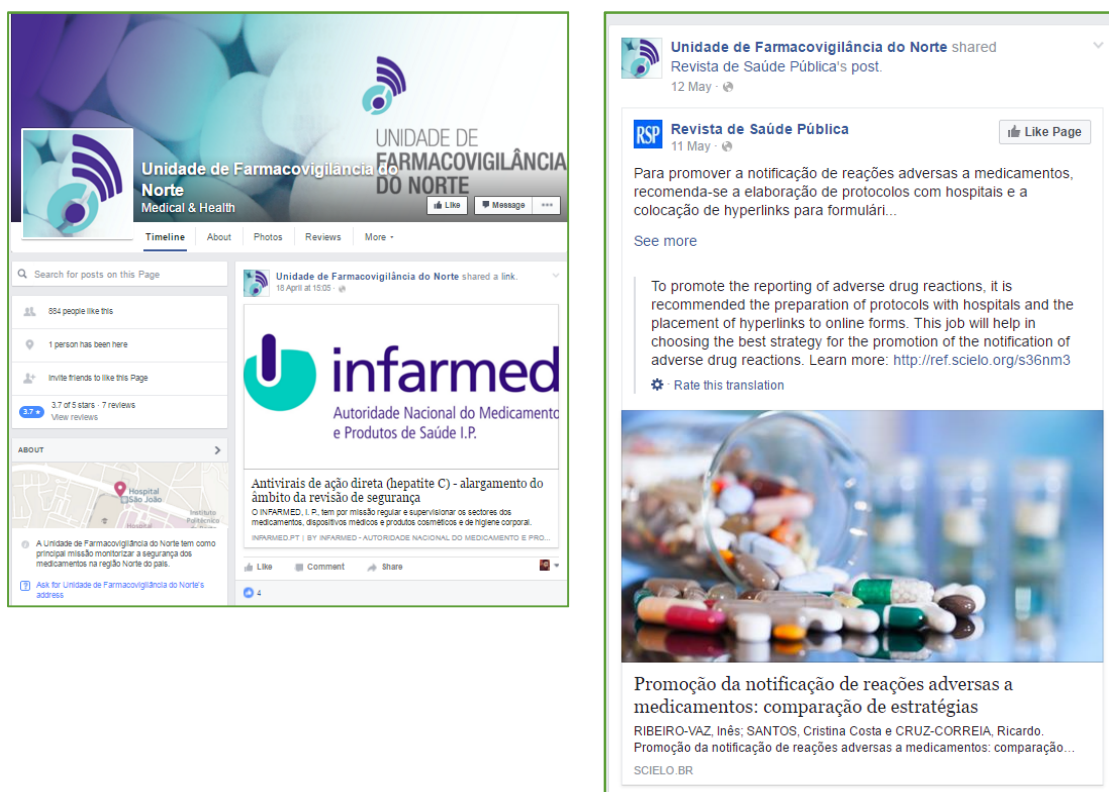 UNIDADE DE
FARMACOVIGILÂNCIA
DO NORTE
Unidade de Farmacovigilância do
Norte
Medical & Health
Like
Message
Timeline
About
Photos
Reviews
More
Search for posts on this Page
884 people like this
1 person has been here
Invite friends to like this Page
3.7 ★
3.7 of 5 stars · 7 reviews
View reviews
ABOUT
Hospital
São João
Instituto
Politécnico
A Unidade de Farmacovigilância do Norte tem como
principal missão monitorizar a segurança dos
medicamentos na região Norte do país.
Ask for Unidade de Farmacovigilância do Norte's
address
Unidade de Farmacovigilância do Norte shared a link.
18 April at 15:05 ·
infarmed
Autoridade Nacional do Medicamento
e Produtos de Saúde I.P.
Antivirais de ação direta (hepatite C) - alargamento do
âmbito da revisão de segurança
O INFARMED, I. P., tem por missão regular e supervisionar os sectores dos
medicamentos, dispositivos médicos e produtos cosméticos e de higiene corporal.
INFARMED.PT | BY INFARMED - AUTORIDADE NACIONAL DO MEDICAMENTO E PRO...
Like
Comment
Share
4
Unidade de Farmacovigilância do Norte shared
Revista de Saúde Pública's post.
12 May ·
RSP
Revista de Saúde Pública
11 May ·
Like Page
Para promover a notificação de reações adversas a medicamentos,
recomenda-se a elaboração de protocolos com hospitais e a
colocação de hyperlinks para formulári...
See more
To promote the reporting of adverse drug reactions, it is
recommended the preparation of protocols with hospitals and the
placement of hyperlinks to online forms. This job will help in
choosing the best strategy for the promotion of the notification of
adverse drug reactions. Learn more: http://ref.scielo.org/s36nm3
· Rate this translation
Promoção da notificação de reações adversas a
medicamentos: comparação de estratégias
RIBEIRO-VAZ, Inês; SANTOS, Cristina Costa e CRUZ-CORREIA, Ricardo.
Promoção da notificação de reações adversas a medicamentos: comparação...
SCIELO.BR